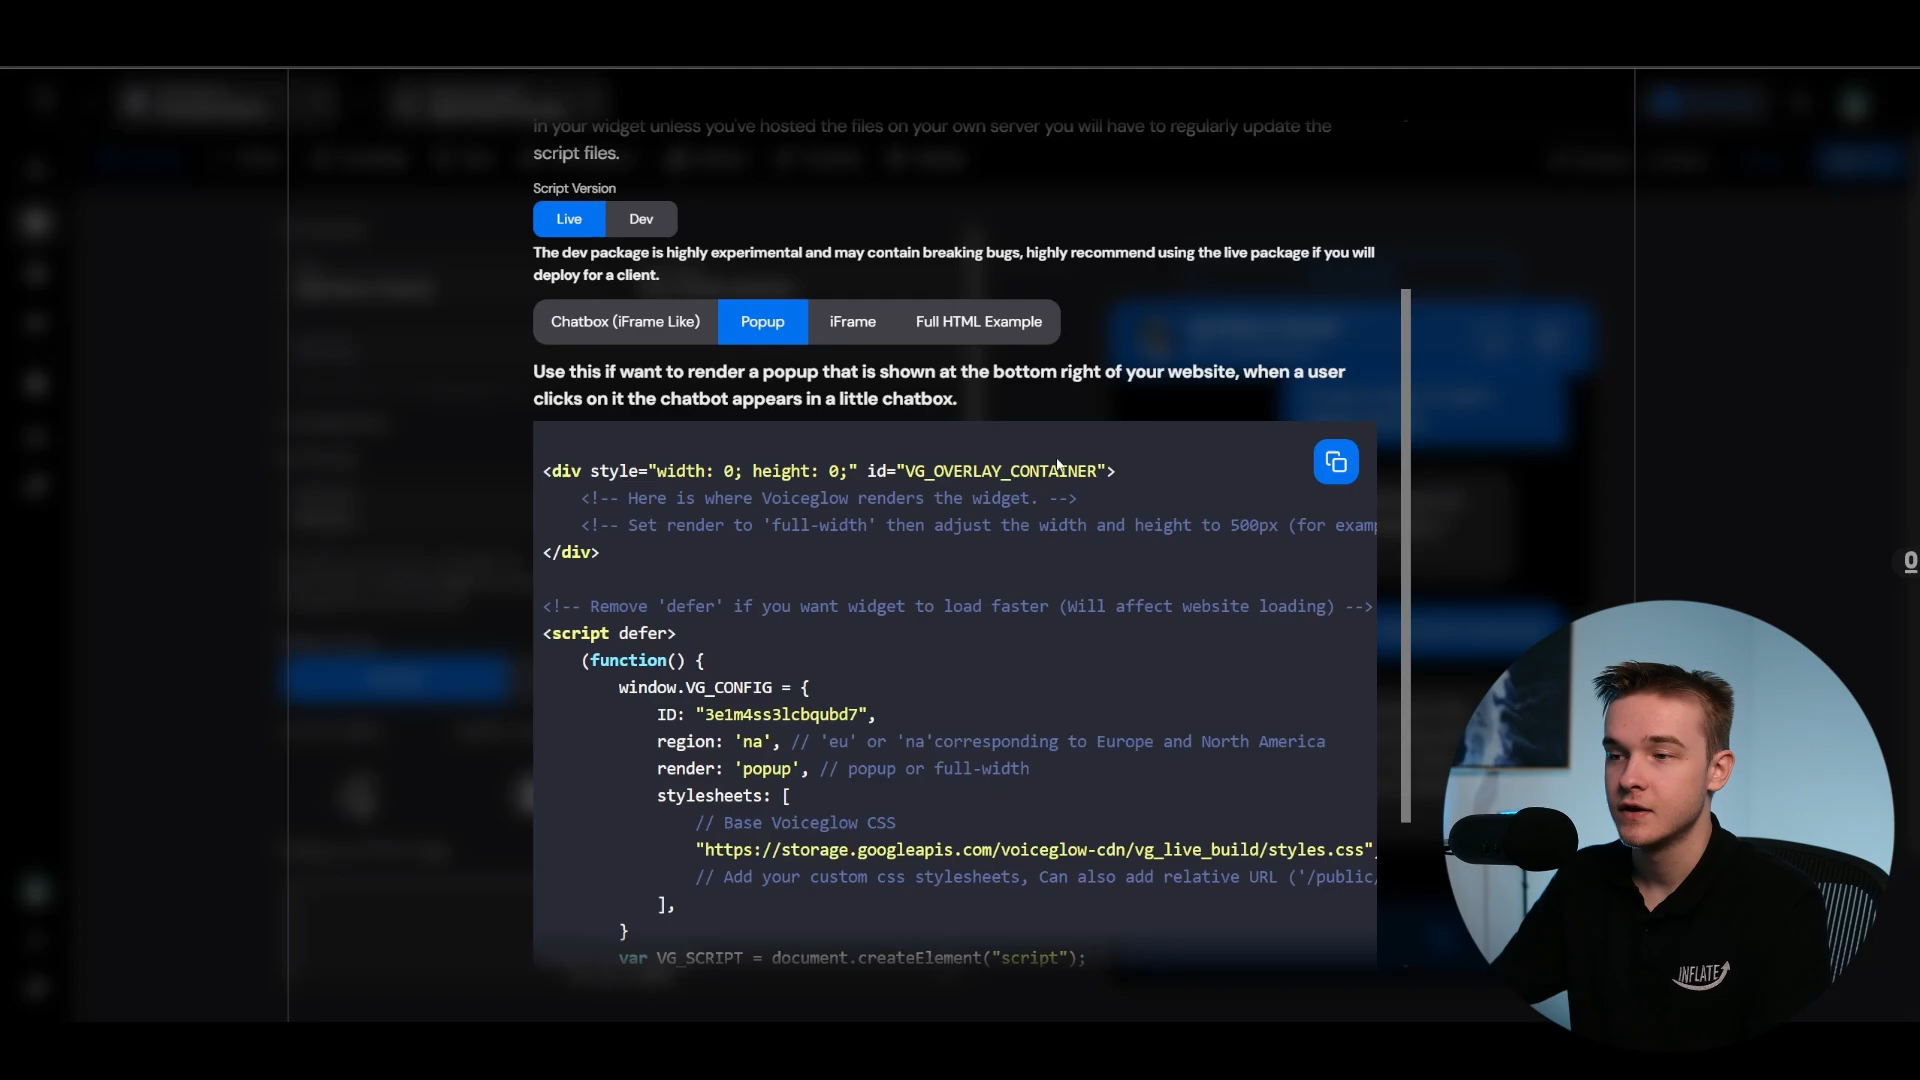 in your widget unless you've hosted the files on your own server you will have to regularly update the
script files.
Script Version
Live
Dev
The dev package is highly experimental and may contain breaking bugs, highly recommend using the live package if you will
deploy for a client.
Chatbox (iFrame Like)
Popup
iFrame
Full HTML Example
Use this if want to render a popup that is shown at the bottom right of your website, when a user
clicks on it the chatbot appears in a little chatbox.
<div style="width: 0; height: 0;" id="VG_OVERLAY_CONTAINER">
<!-- Here is where Voiceglow renders the widget. -->
<!-- Set render to 'full-width' then adjust the width and height to 500px (for examp
</div>
<!-- Remove 'defer' if you want widget to load faster (Will affect website loading) -->
<script defer>
(function() {
window.VG_CONFIG = {
ID: "3e1m4ss3lcbqubd7",
region: 'na', // 'eu' or 'na'corresponding to Europe and North America
render: 'popup', // popup or full-width
stylesheets: [
// Base Voiceglow CSS
"https://storage.googleapis.com/voiceglow-cdn/vg_live_build/styles.css",
// Add your custom css stylesheets, Can also add relative URL ('/public/
],
}
var VG_SCRIPT = document.createElement("script");
0
INFLATE